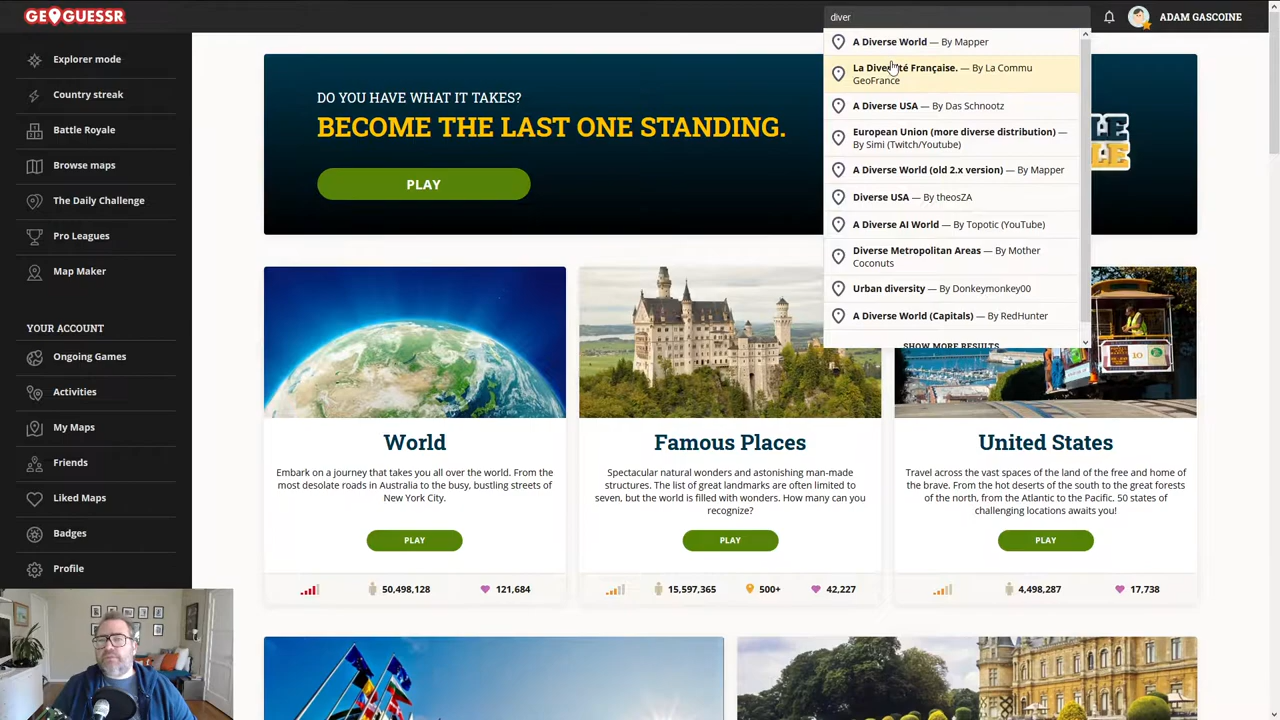 GEOGUESSR
diver
ADAM GASCOINE
Explore mode
Country streak
Battle Royale
Browse maps
The Daily Challenge
Pro Leagues
Map Maker
YOUR ACCOUNT
Ongoing Games
Activities
My Maps
Friends
Liked Maps
Badges
Profile
DO YOU HAVE WHAT IT TAKES?
BECOME THE LAST ONE STANDING.
PLAY
A Diverse World — By Mapper
La Diversité Française. — By La Commu
GeoFrance
A Diverse USA — By Das Schnootz
European Union (more diverse distribution) —
By Simi (Twitch/Youtube)
A Diverse World (old 2.x version) — By Mapper
Diverse USA — By theosZA
A Diverse AI World — By Topotic (YouTube)
Diverse Metropolitan Areas — By Mother
Coconuts
Urban diversity — By Donkeymonkey00
A Diverse World (Capitals) — By RedHunter
SHOW MORE RESULTS
World
Embark on a journey that takes you all over the world. From the
most desolate roads in Australia to the busy, bustling streets of
New York City.
PLAY
50,498,128
121,684
Famous Places
Spectacular natural wonders and astonishing man-made
structures. The list of great landmarks are often limited to
seven, but the world is filled with wonders. How many can you
recognize?
PLAY
15,597,365
500+
42,227
10
United States
Travel across the vast spaces of the land of the free and home of
the brave. From the hot deserts of the south to the great forests
of the north, from the Atlantic to the Pacific. 50 states of
challenging locations awaits you!
PLAY
4,498,287
17,738